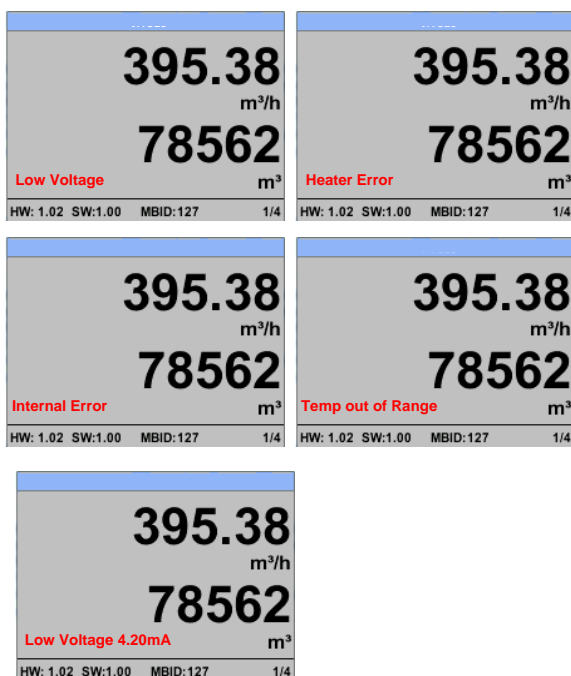 395.38
m³/h
78562
Low Voltage
m³
HW: 1.02 SW:1.00 MBID:127 1/4
395.38
m³/h
78562
Heater Error
m³
HW: 1.02 SW:1.00 MBID:127 1/4
395.38
m³/h
78562
Internal Error
m³
HW: 1.02 SW:1.00 MBID:127 1/4
395.38
m³/h
78562
Temp out of Range
m³
HW: 1.02 SW:1.00 MBID:127 1/4
395.38
m³/h
78562
Low Voltage 4.20mA
m³
HW: 1.02 SW:1.00 MBID:127 1/4